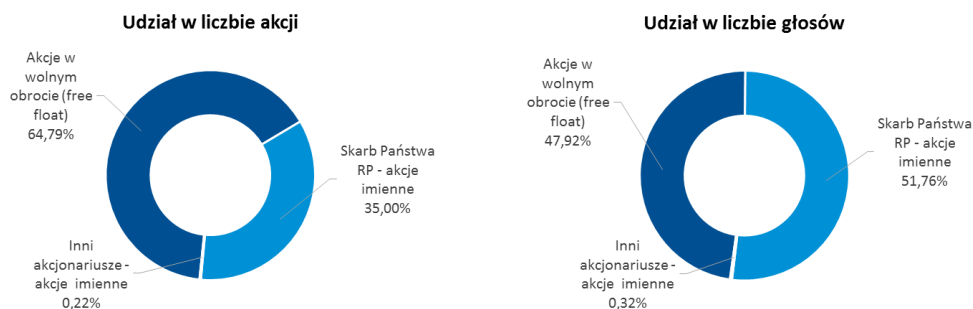 Udział w liczbie akcji
Akcje w
wolnym
obrocie (free
float)
64,79%
Skarb Państwa
RP - akcje
imienne
35,00%
Inni
akcjonariusze -
akcje imienne
0,22%
Udział w liczbie głosów
Akcje w
wolnym
obrocie (free
float)
47,92%
Skarb Państwa
RP - akcje
imienne
51,76%
Inni
akcjonariusze -
akcje imienne
0,32%